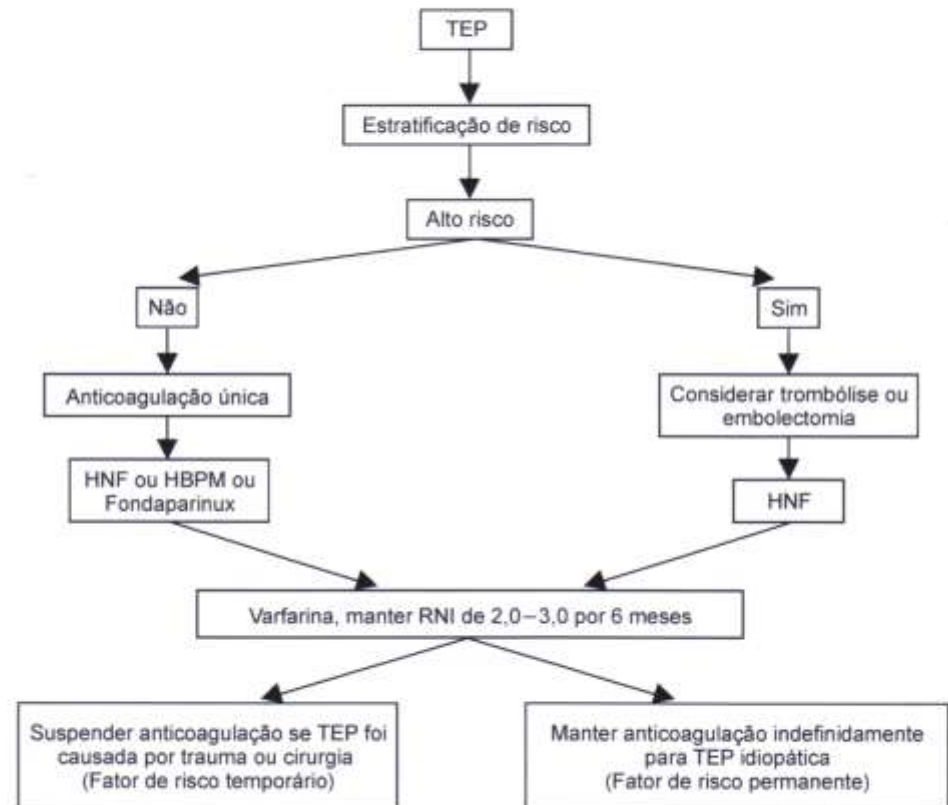 TEP
Estratificação de risco
Alto risco
Não
Sim
Anticoagulação única
Considerar trombólise ou
embolectomia
HNF ou HBPM ou
Fondaparinux
HNF
Varfarina, manter RNI de 2,0–3,0 por 6 meses
Suspender anticoagulação se TEP foi
causada por trauma ou cirurgia
(Fator de risco temporário)
Manter anticoagulação indefinidamente
para TEP idiopática
(Fator de risco permanente)